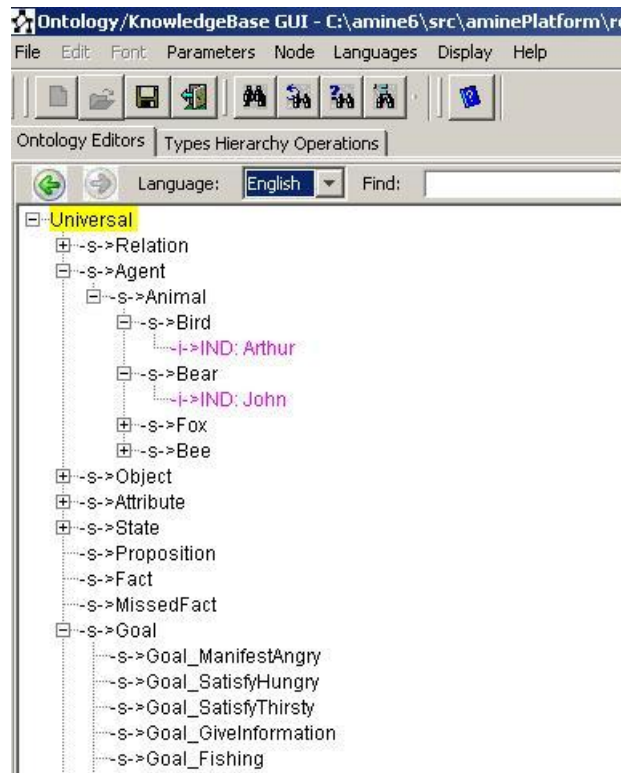 Ontology/KnowledgeBase GUI - C:\amine6\src\aminePlatform\r
File Edit Font Parameters Node Languages Display Help
Ontology Editors Types Hierarchy Operations
Language: English Find:
Universal
-s->Relation
-s->Agent
-s->Animal
-s->Bird
-i->IND: Arthur
-s->Bear
-i->IND: John
-s->Fox
-s->Bee
-s->Object
-s->Attribute
-s->State
-s->Proposition
-s->Fact
-s->MissedFact
-s->Goal
-s->Goal_ManifestAngry
-s->Goal_SatisfyHungry
-s->Goal_SatisfyThirsty
-s->Goal_GiveInformation
-s->Goal_Fishing